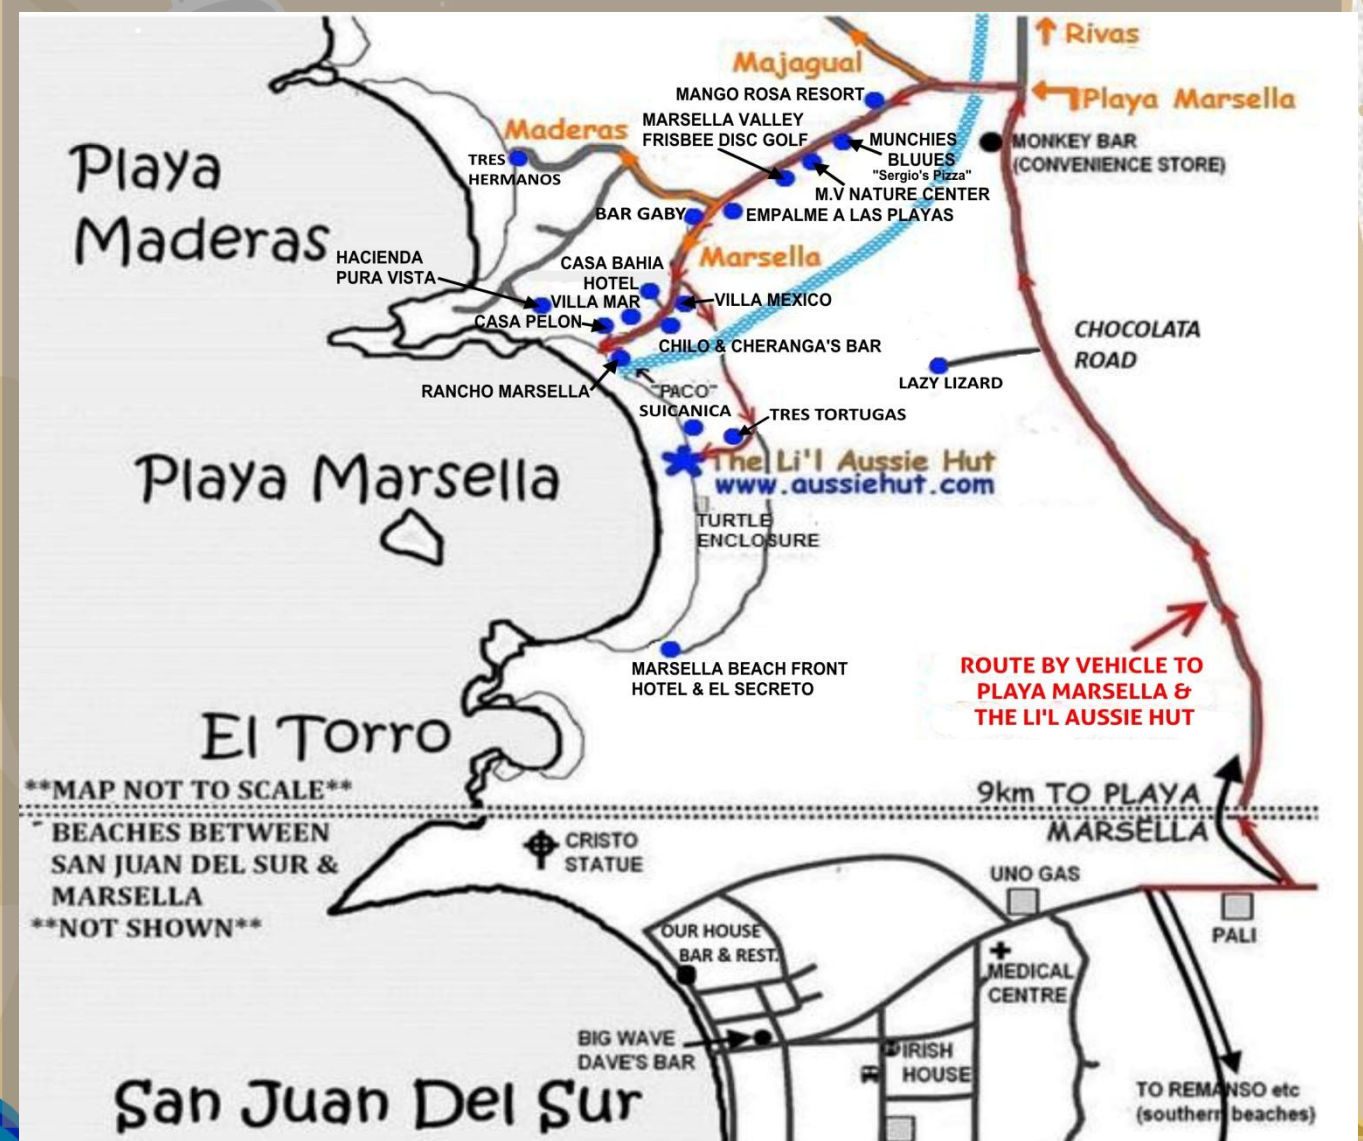 Rivas
Majagual
Playa Marsella
MANGO ROSA RESORT
MARSELLA VALLEY
FRISBEE DISC GOLF
Maderas
MUNCHIES
BLUUES
"Sergio's Pizza"
MONKEY BAR
(CONVENIENCE STORE)
Playa
Maderas
TRES
HERMANOS
M.V NATURE CENTER
BAR GABY
EMPALME A LAS PLAYAS
HACIENDA
PURA VISTA
CASA BAHIA
HOTEL
Marsella
VILLA MAR
VILLA MEXICO
CASA PELON
CHILO & CHERANGA'S BAR
CHOCOLATA
ROAD
RANCHO MARSELLA
"PACO"
SUICANICA
LAZY LIZARD
TRES TORTUGAS
Playa Marsella
The Li'l Aussie Hut
www.aussiehut.com
TURTLE
ENCLOSURE
MARSELLA BEACH FRONT
HOTEL & EL SECRETO
ROUTE BY VEHICLE TO
PLAYA MARSELLA &
THE LI'L AUSSIE HUT
El Torro
**MAP NOT TO SCALE**
9km TO PLAYA
MARSELLA
BEACHES BETWEEN
SAN JUAN DEL SUR &
MARSELLA
**NOT SHOWN**
CRISTO
STATUE
UNO GAS
PALI
OUR HOUSE
BAR & REST.
MEDICAL
CENTRE
BIG WAVE
DAVE'S BAR
IRISH
HOUSE
TO REMANSO etc
(southern beaches)
San Juan Del Sur